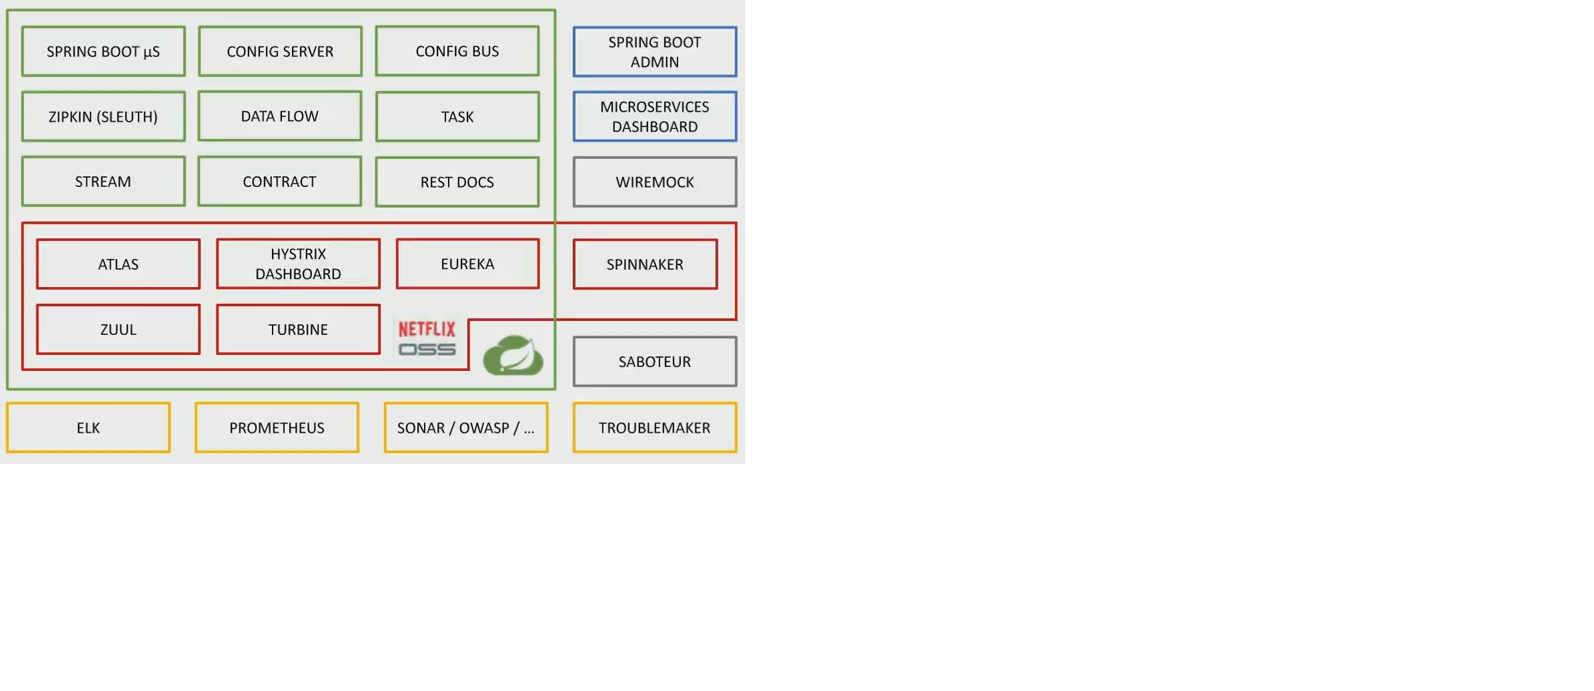 SPRING BOOT µS
CONFIG SERVER
CONFIG BUS
SPRING BOOT
ADMIN
ZIPKIN (SLEUTH)
DATA FLOW
TASK
MICROSERVICES
DASHBOARD
STREAM
CONTRACT
REST DOCS
WIREMOCK
ATLAS
HYSTRIX
DASHBOARD
EUREKA
SPINNAKER
ZUUL
TURBINE
NETFLIX
OSS
SABOTEUR
ELK
PROMETHEUS
SONAR / OWASP / ...
TROUBLEMAKER